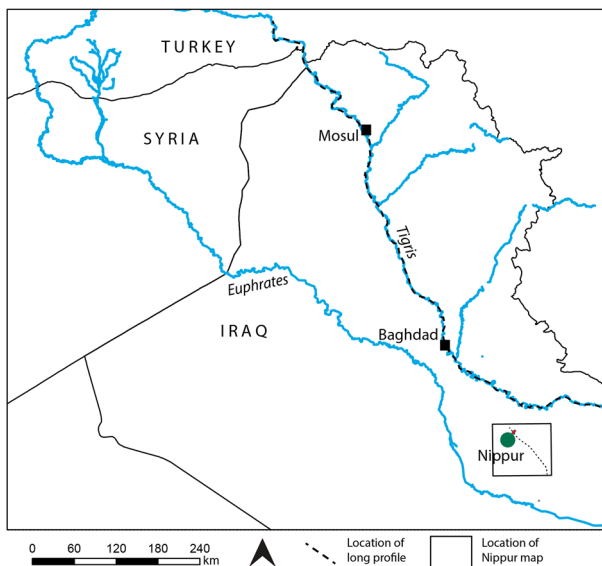 TURKEY
SYRIA
Mosul
Tigris
Euphrates
IRAQ
Baghdad
Nippur
0 60 120 180 240
km
Location of
long profile
Location of
Nippur map